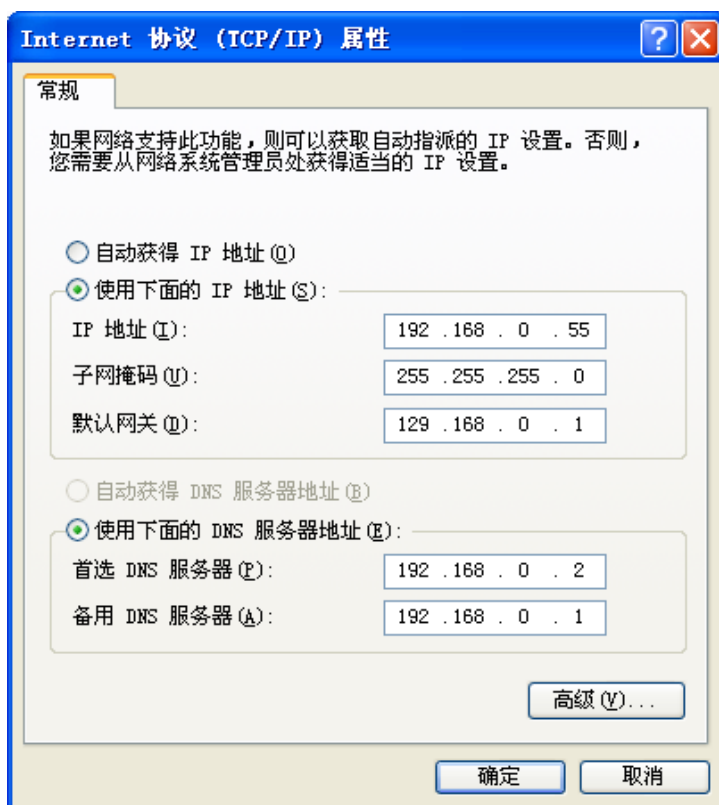 Internet 协议 (TCP/IP) 属性
常规
如果网络支持此功能，则可以获取自动指派的 IP 设置。否则，
您需要从网络系统管理员处获得适当的 IP 设置。
自动获得 IP 地址(O)
使用下面的 IP 地址(S):
IP 地址(I): 192 .168 . 0 . 55
子网掩码(U): 255 .255 .255 . 0
默认网关(D): 129 .168 . 0 . 1
自动获得 DNS 服务器地址(B)
使用下面的 DNS 服务器地址(E):
首选 DNS 服务器(P): 192 .168 . 0 . 2
备用 DNS 服务器(A): 192 .168 . 0 . 1
高级(V)...
确定 取消